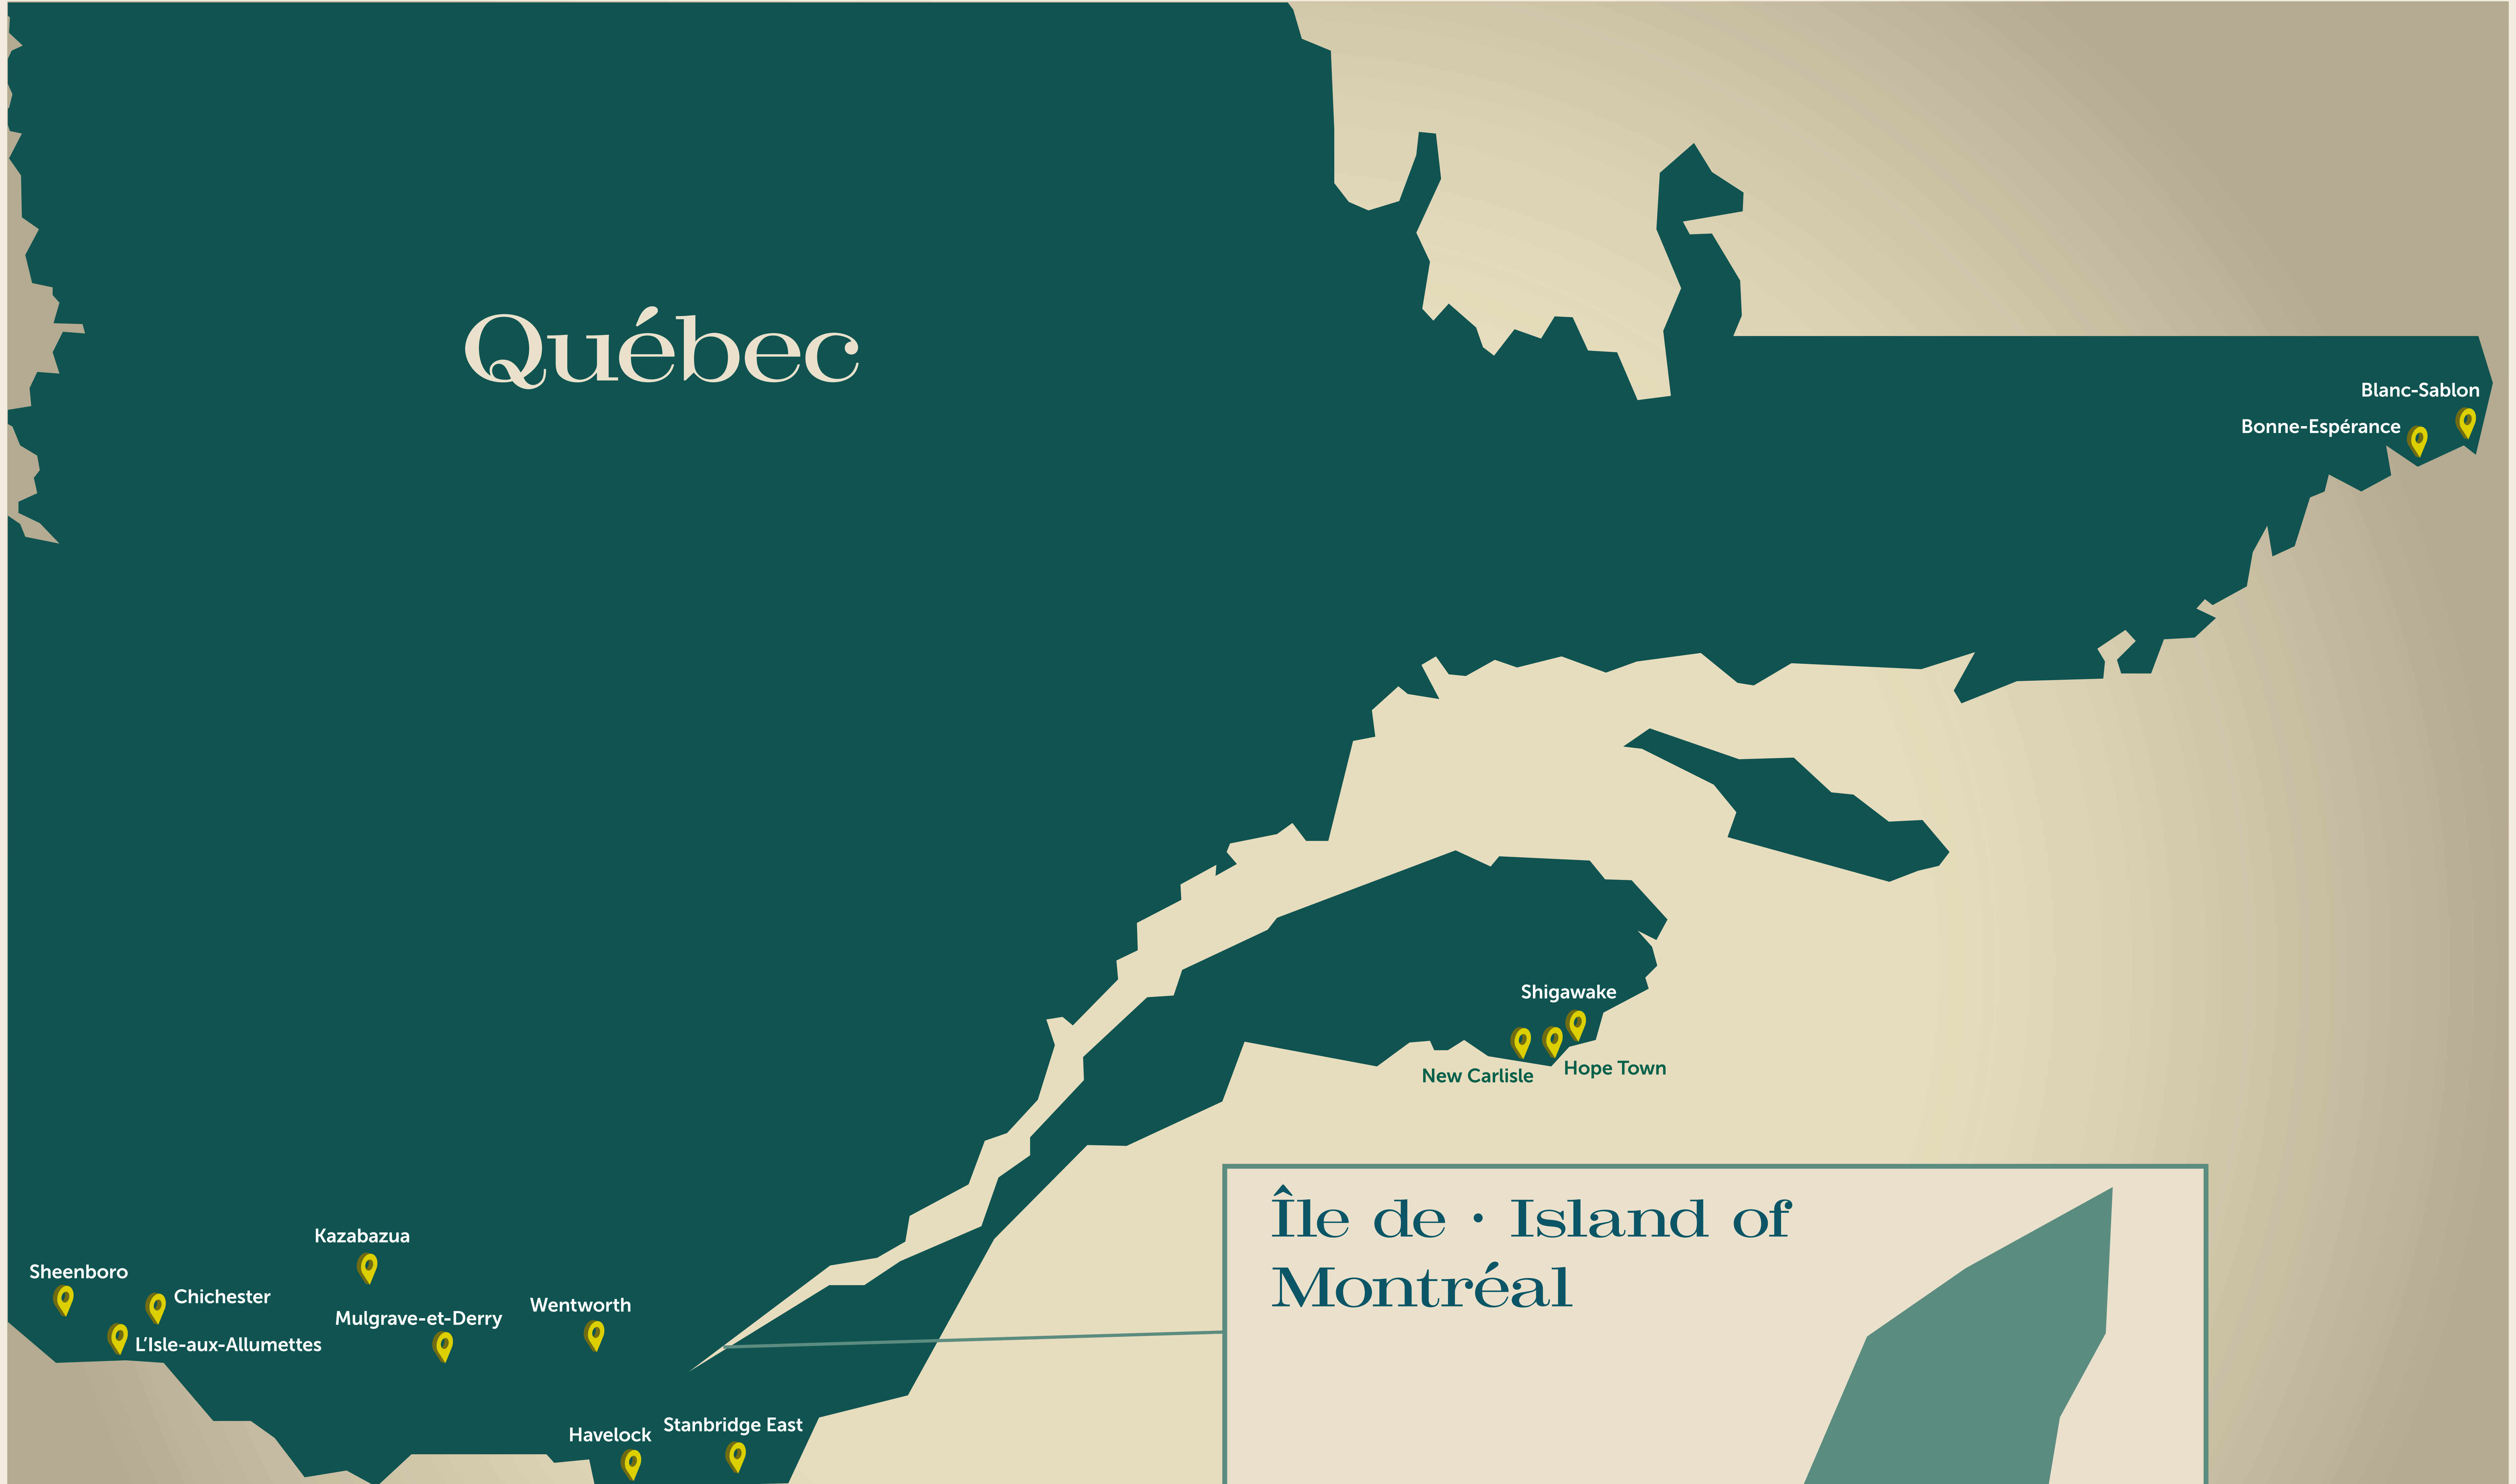 Québec
Blanc-Sablon
Bonne-Espérance
Shigawake
Hope Town
New Carlisle
Île de • Island of
Montréal
Kazabazua
Sheenboro
Chichester
Wentworth
Mulgrave-et-Derry
L'Isle-aux-Allumettes
Stanbridge East
Havelock